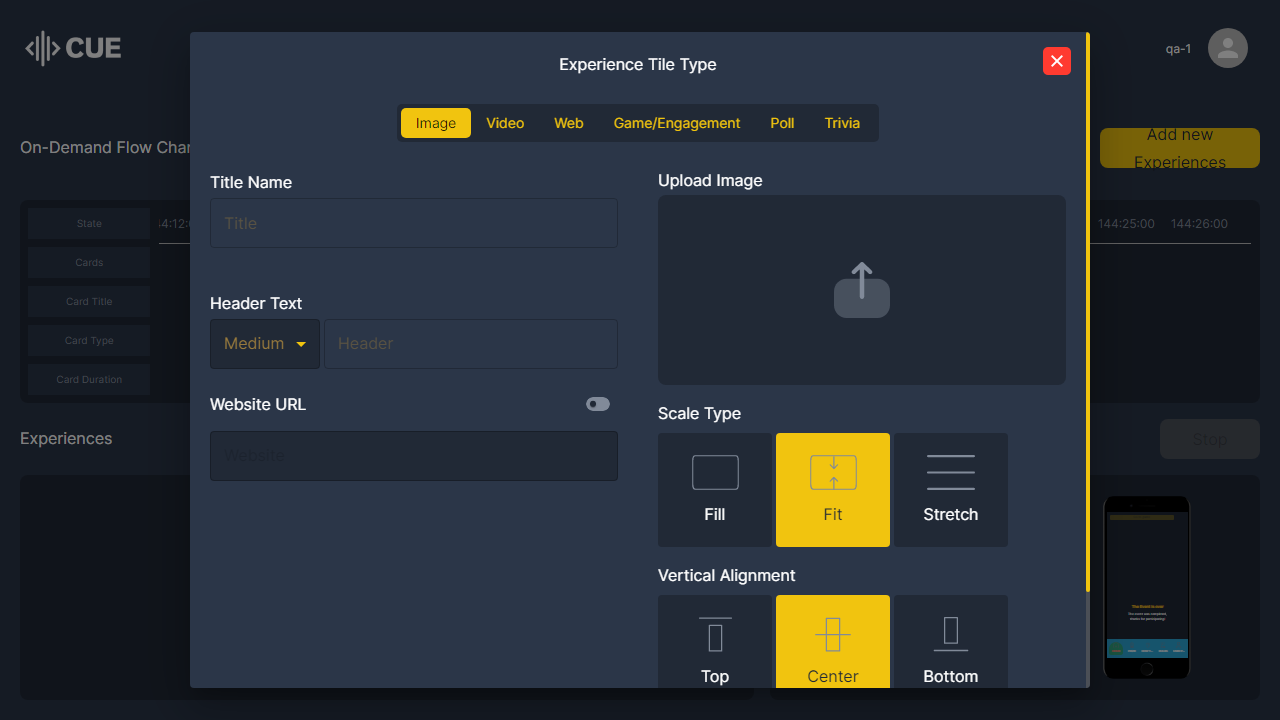 CUE
qa-1
Experience Tile Type
Image Video Web Game/Engagement Poll Trivia
On-Demand Flow Char
Add new
Experiences
Title Name
Title
Upload Image
State
Cards
Card Title
Card Type
Card Duration
144:25:00 144:26:00
Header Text
Medium Header
Website URL
Website
Scale Type
Fill Fit Stretch
Experiences
Stop
Vertical Alignment
Top Center Bottom